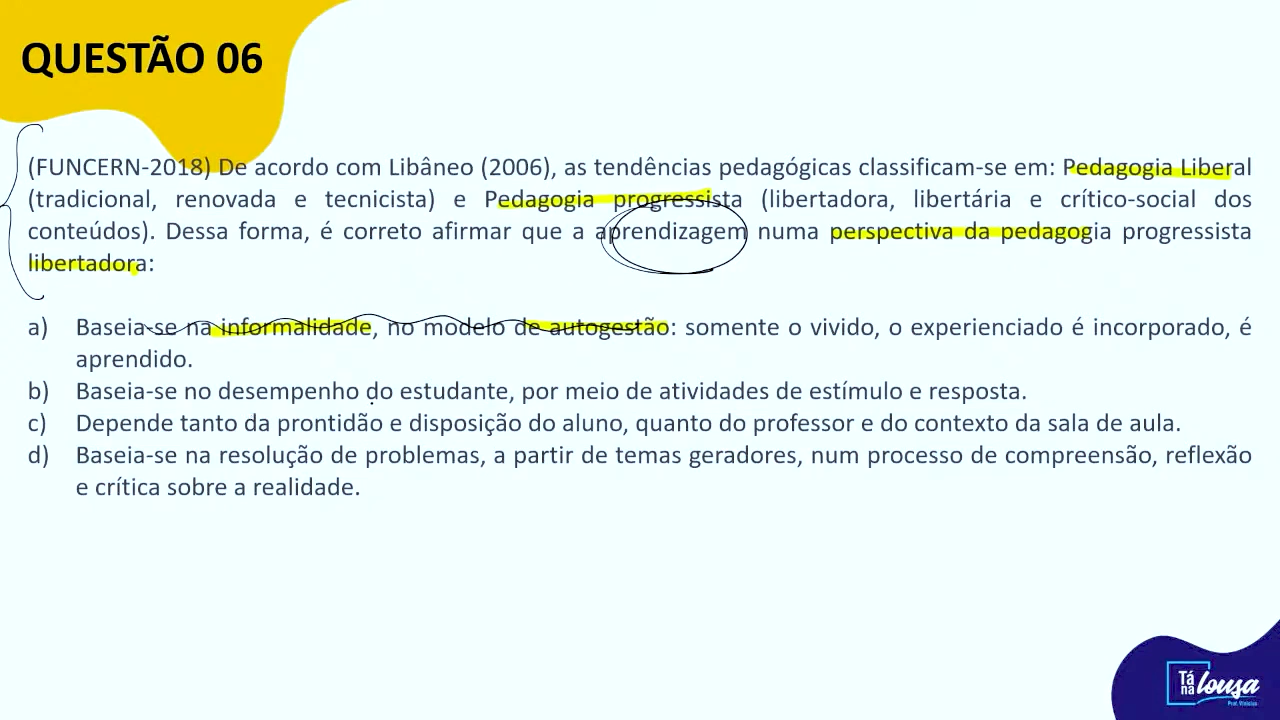 QUESTÃO 06
(FUNCERN-2018) De acordo com Libâneo (2006), as tendências pedagógicas classificam-se em: Pedagogia Liberal
(tradicional, renovada e tecnicista) e Pedagogia progressista (libertadora, libertária e crítico-social dos
conteúdos). Dessa forma, é correto afirmar que a aprendizagem numa perspectiva da pedagogia progressista
libertadora:
a) Baseia-se na informalidade, no modelo de autogestão: somente o vivido, o experienciado é incorporado, é
aprendido.
b) Baseia-se no desempenho do estudante, por meio de atividades de estímulo e resposta.
c) Depende tanto da prontidão e disposição do aluno, quanto do professor e do contexto da sala de aula.
d) Baseia-se na resolução de problemas, a partir de temas geradores, num processo de compreensão, reflexão
e crítica sobre a realidade.
Tá
na lousa
Prof. Vinicius